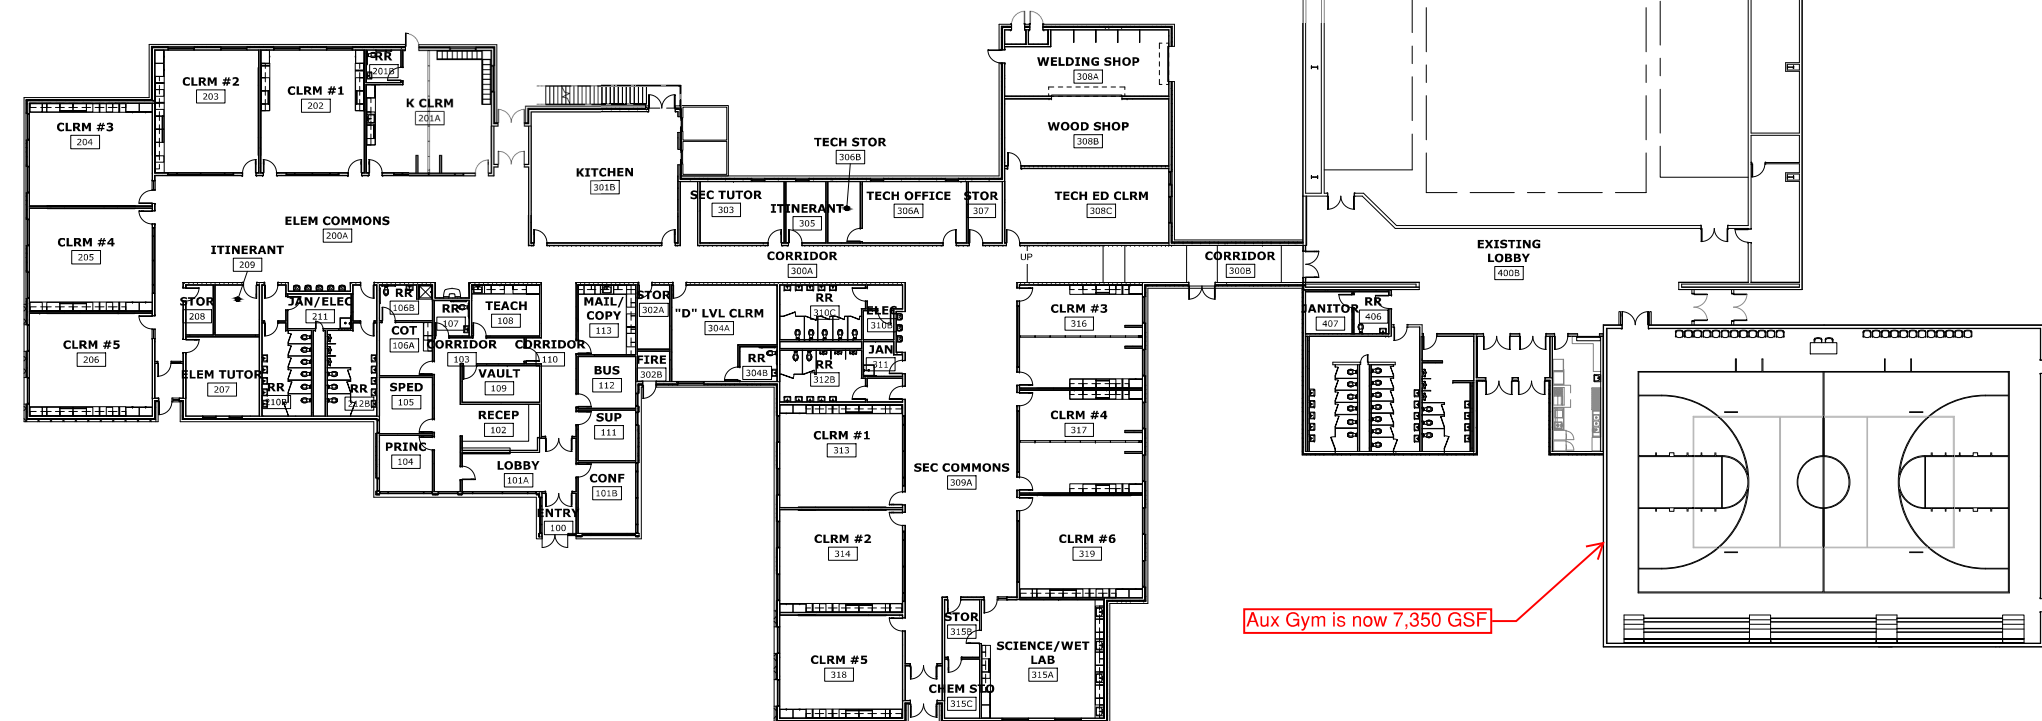 WELDING SHOP
308A
RR
201B
CLRM #2
203
CLRM #1
202
K CLRM
201A
CLRM #3
204
WOOD SHOP
308B
TECH STOR
306B
KITCHEN
301B
SEC TUTOR
303
ITINERANT
305
TECH OFFICE
306A
STOR
307
TECH ED CLRM
308C
ELEM COMMONS
200A
CLRM #4
205
ITINERANT
209
CORRIDOR
300A
UP
CORRIDOR
300B
EXISTING
LOBBY
400B
STOR
208
JAN/ELEC
211
RR
106B
RR
107
TEACH
108
MAIL/
COPY
113
STOR
302A
"D" LVL CLRM
304A
RR
310C
ELEC
310B
CLRM #3
316
JANITOR
407
RR
406
CLRM #5
206
COT
106A
CORRIDOR
103
CORRIDOR
110
FIRE
302B
RR
304B
RR
312B
JAN
311
ELEM TUTOR
207
RR
RR
212B
SPED
105
VAULT
109
BUS
112
RECEP
102
SUP
111
CLRM #4
317
CLRM #1
313
PRINC
104
LOBBY
101A
CONF
101B
SEC COMMONS
309A
ENTRY
100
CLRM #2
314
CLRM #6
319
Aux Gym is now 7,350 GSF
STOR
315B
SCIENCE/WET
LAB
315A
CLRM #5
318
CHEM STO
315C